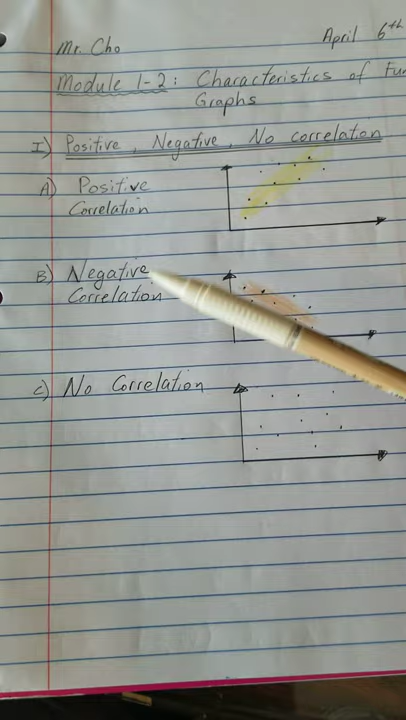 Mr. Cho
April 6th
Module 1-2: Characteristics of
Graphs
I) Positive, Negative, No correlation
A) Positive
Correlation
B) Negative
Correlation
C) No Correlation